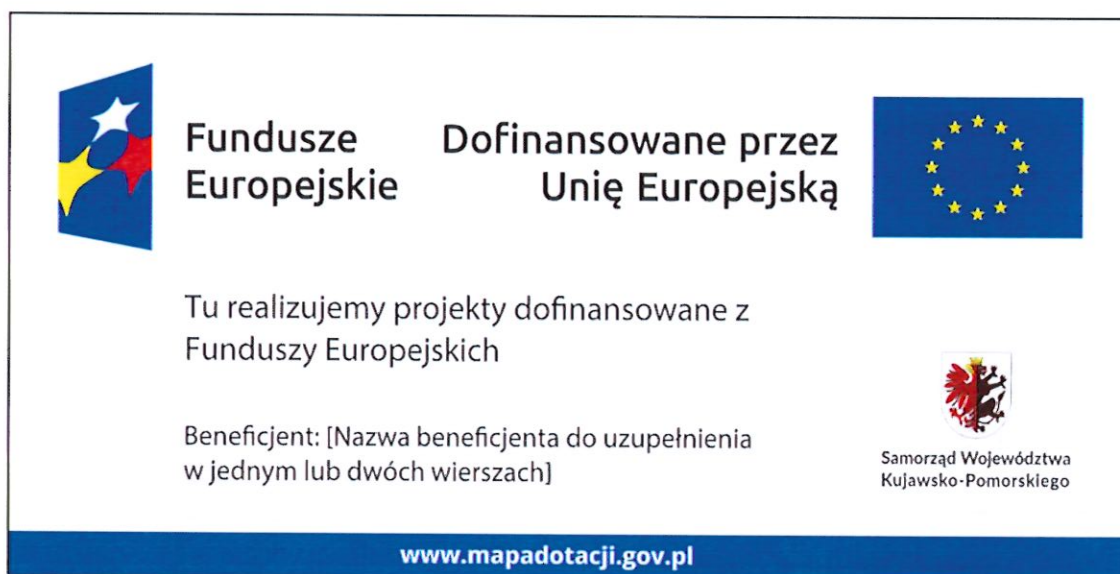 Fundusze
Europejskie
Dofinansowane przez
Unię Europejską
Tu realizujemy projekty dofinansowane z
Funduszy Europejskich
Beneficjent: [Nazwa beneficjenta do uzupełnienia
w jednym lub dwóch wierszach]
Samorząd Województwa
Kujawsko-Pomorskiego
www.mapadotacji.gov.pl